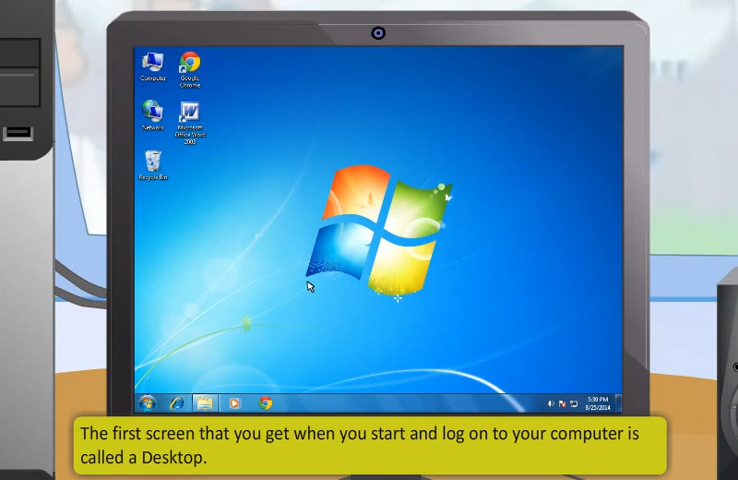 Computer
Google
Chrome
Network
Microsoft
Office Word
2003
Recycle Bin
5:39 PM
8/25/2014
The first screen that you get when you start and log on to your computer is
called a Desktop.